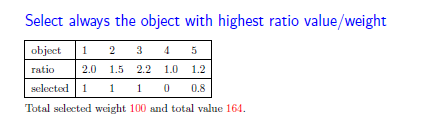 Select always the object with highest ratio value/weight
object 1 2 3 4 5
ratio 2.0 1.5 2.2 1.0 1.2
selected 1 1 1 0 0.8
Total selected weight 100 and total value 164.